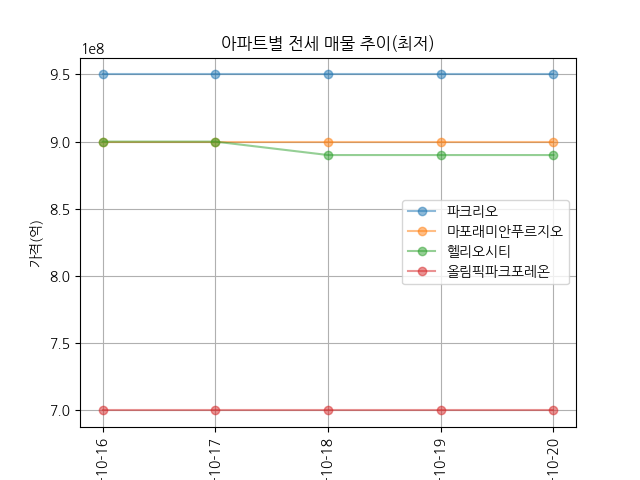 아파트별 전세 매물 추이(최저)
1e8
9.5
9.0
8.5
8.0
7.5
7.0
가격(억)
파크리오
마포래미안푸르지오
헬리오시티
올림픽파크포레온
-10-16
-10-17
-10-18
-10-19
-10-20